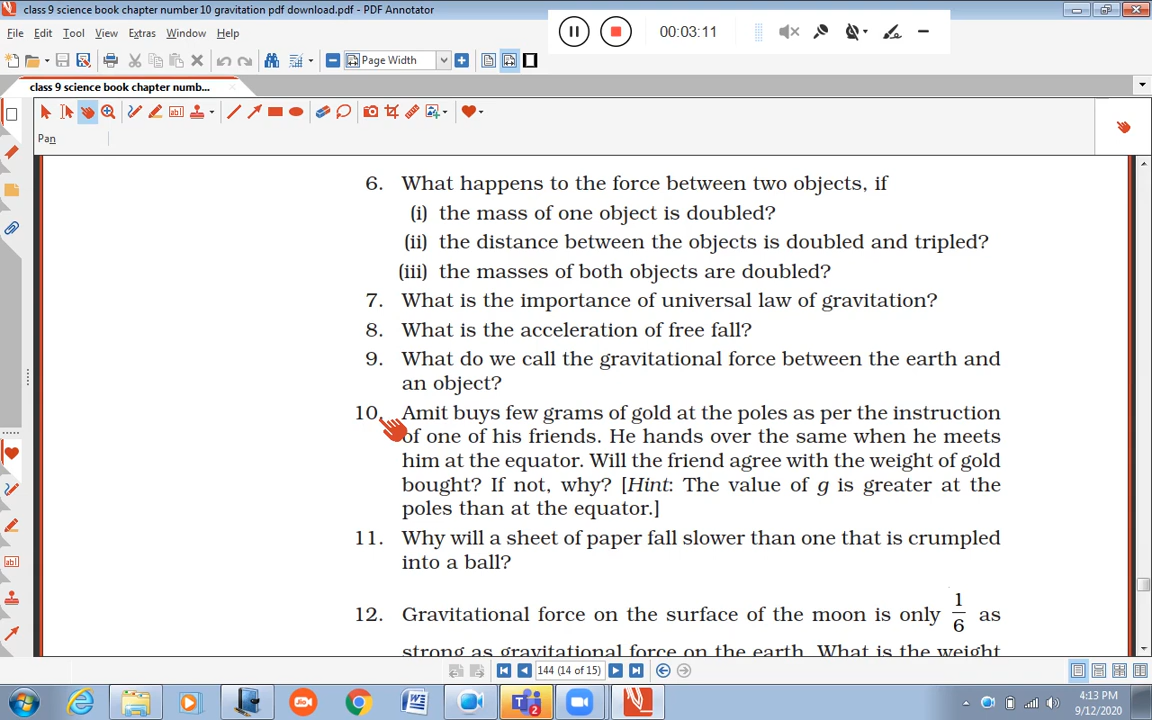 class 9 science book chapter number 10 gravitation pdf download.pdf - PDF Annotator
00:03:11
File Edit Tool View Extras Window Help
Page Width
class 9 science book chapter numb...
Pan
6. What happens to the force between two objects, if
(i) the mass of one object is doubled?
(ii) the distance between the objects is doubled and tripled?
(iii) the masses of both objects are doubled?
7. What is the importance of universal law of gravitation?
8. What is the acceleration of free fall?
9. What do we call the gravitational force between the earth and
an object?
10. Amit buys few grams of gold at the poles as per the instruction
of one of his friends. He hands over the same when he meets
him at the equator. Will the friend agree with the weight of gold
bought? If not, why? [Hint: The value of g is greater at the
poles than at the equator.]
11. Why will a sheet of paper fall slower than one that is crumpled
into a ball?
12. Gravitational force on the surface of the moon is only 1/6 as
strong as gravitational force on the earth. What is the weight
144 (14 of 15)
Jio
2
4:13 PM
9/12/2020